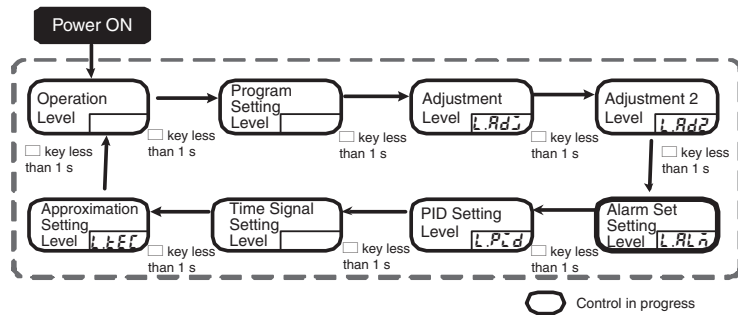 Power ON
Operation
Level
Program
Setting
Level
Adjustment
Level L.AdJ
Adjustment 2
Level L.Ad2
key less
than 1 s
key less
than 1 s
key less
than 1 s
key less
than 1 s
key less
than 1 s
Approximation
Setting
Level L.tEC
Time Signal
Setting
Level
PID Setting
Level L.Pid
Alarm Set
Setting
Level L.ALM
key less
than 1 s
key less
than 1 s
key less
than 1 s
Control in progress